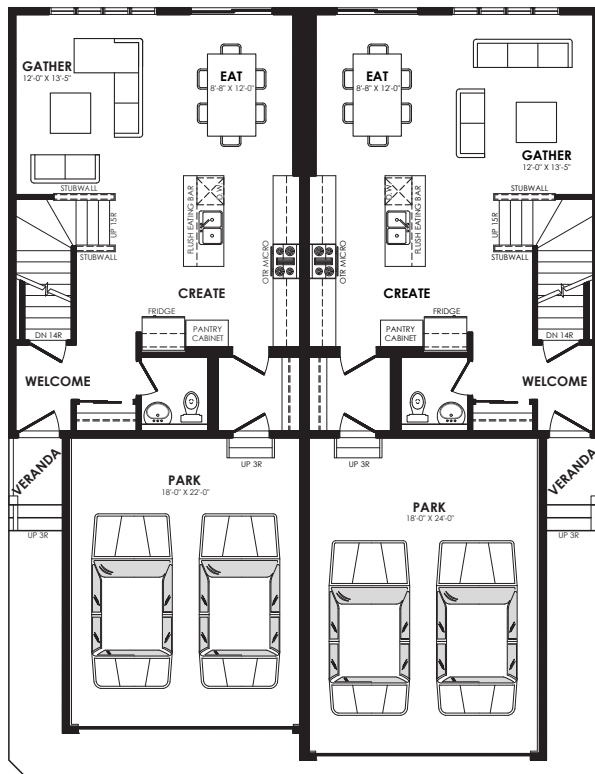 GATHER
12'-0" X 13'-5"
EAT
8'-8" X 12'-0"
EAT
8'-8" X 12'-0"
GATHER
12'-0" X 13'-5"
STUBWALL
UP 15R
STUBWALL
FLUSH EATING BAR
D.W.
OTR MICRO
OTR MICRO
D.W.
FLUSH EATING BAR
STUBWALL
UP 15R
STUBWALL
CREATE
CREATE
FRIDGE
PANTRY
CABINET
PANTRY
CABINET
FRIDGE
DN 14R
DN 14R
WELCOME
WELCOME
VERANDA
UP 3R
UP 3R
UP 3R
VERANDA
UP 3R
PARK
18'-0" X 22'-0"
PARK
18'-0" X 24'-0"